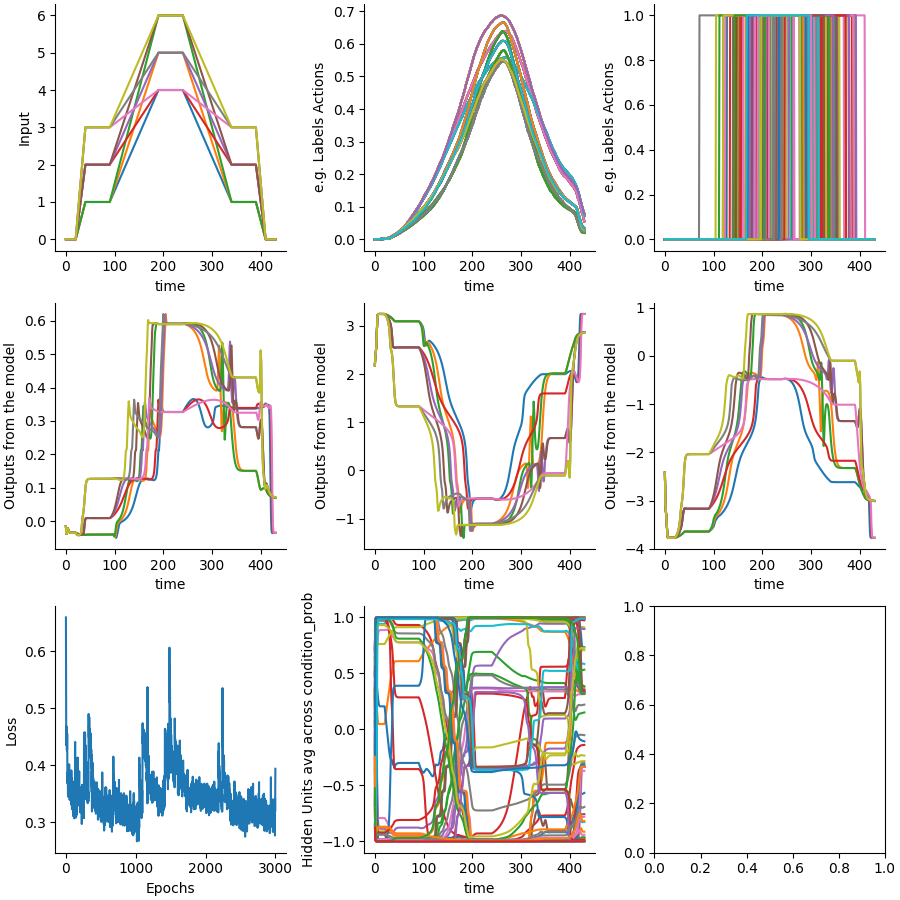 6
5
4
3
2
1
0
Input
0 100 200 300 400
time
0.7
0.6
0.5
0.4
0.3
0.2
0.1
0.0
e.g. Labels Actions
0 100 200 300 400
time
1.0
0.8
0.6
0.4
0.2
0.0
e.g. Labels Actions
0 100 200 300 400
time
0.6
0.5
0.4
0.3
0.2
0.1
0.0
Outputs from the model
0 100 200 300 400
time
3
2
1
0
−1
Outputs from the model
0 100 200 300 400
time
1
0
−1
−2
−3
−4
Outputs from the model
0 100 200 300 400
time
0.6
0.5
0.4
0.3
Loss
0 1000 2000 3000
Epochs
1.0
0.5
0.0
−0.5
−1.0
Hidden Units avg across condition_prob
0 100 200 300 400
time
1.0
0.8
0.6
0.4
0.2
0.0
0.0 0.2 0.4 0.6 0.8 1.0